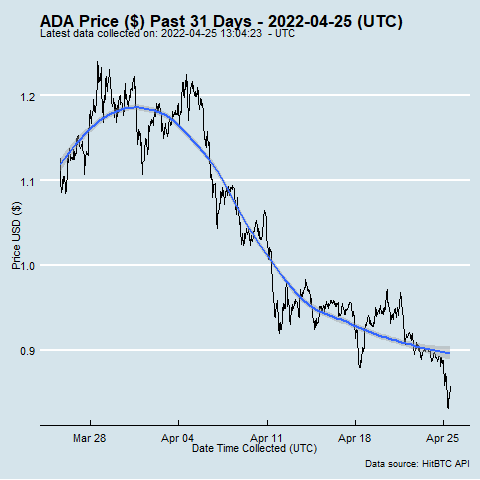 ADA Price ($) Past 31 Days - 2022-04-25 (UTC)
Latest data collected on: 2022-04-25 13:04:23 - UTC
1.2
1.1
1.0
0.9
Price USD ($)
Mar 28 Apr 04 Apr 11 Apr 18 Apr 25
Date Time Collected (UTC)
Data source: HitBTC API